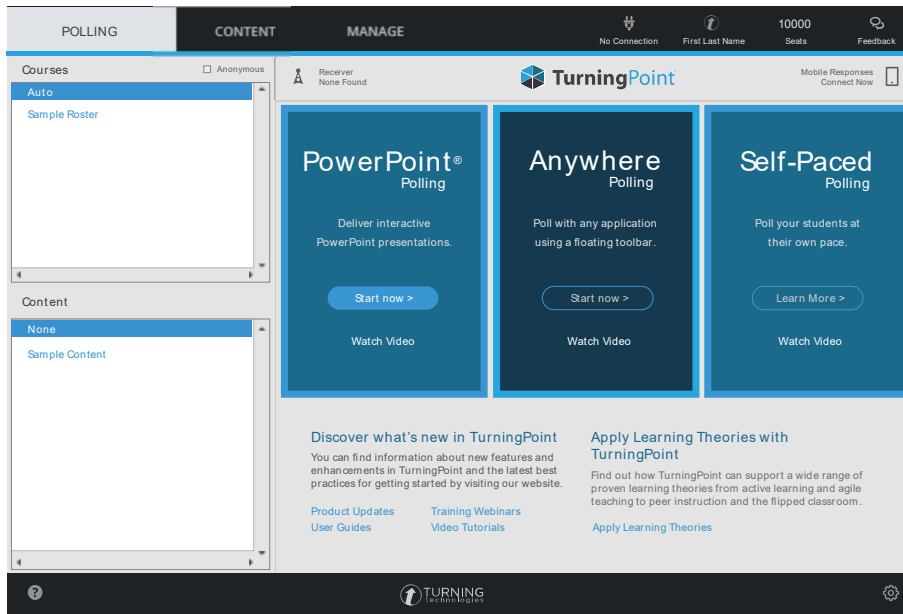 POLLING
CONTENT
MANAGE
No Connection
First Last Name
10000
Seats
Feedback
Courses
Anonymous
Auto
Sample Roster
Content
None
Sample Content
Receiver
None Found
TurningPoint
Mobile Responses
Connect Now
PowerPoint®
Polling
Deliver interactive
PowerPoint presentations.
Start now >
Watch Video
Anywhere
Polling
Poll with any application
using a floating toolbar.
Start now >
Watch Video
Self-Paced
Polling
Poll your students at
their own pace.
Learn More >
Watch Video
Discover what's new in TurningPoint
You can find information about new features and
enhancements in TurningPoint and the latest best
practices for getting started by visiting our website.
Product Updates
Training Webinars
User Guides
Video Tutorials
Apply Learning Theories with
TurningPoint
Find out how TurningPoint can support a wide range of
proven learning theories from active learning and agile
teaching to peer instruction and the flipped classroom.
Apply Learning Theories
?
TURNING
technologies